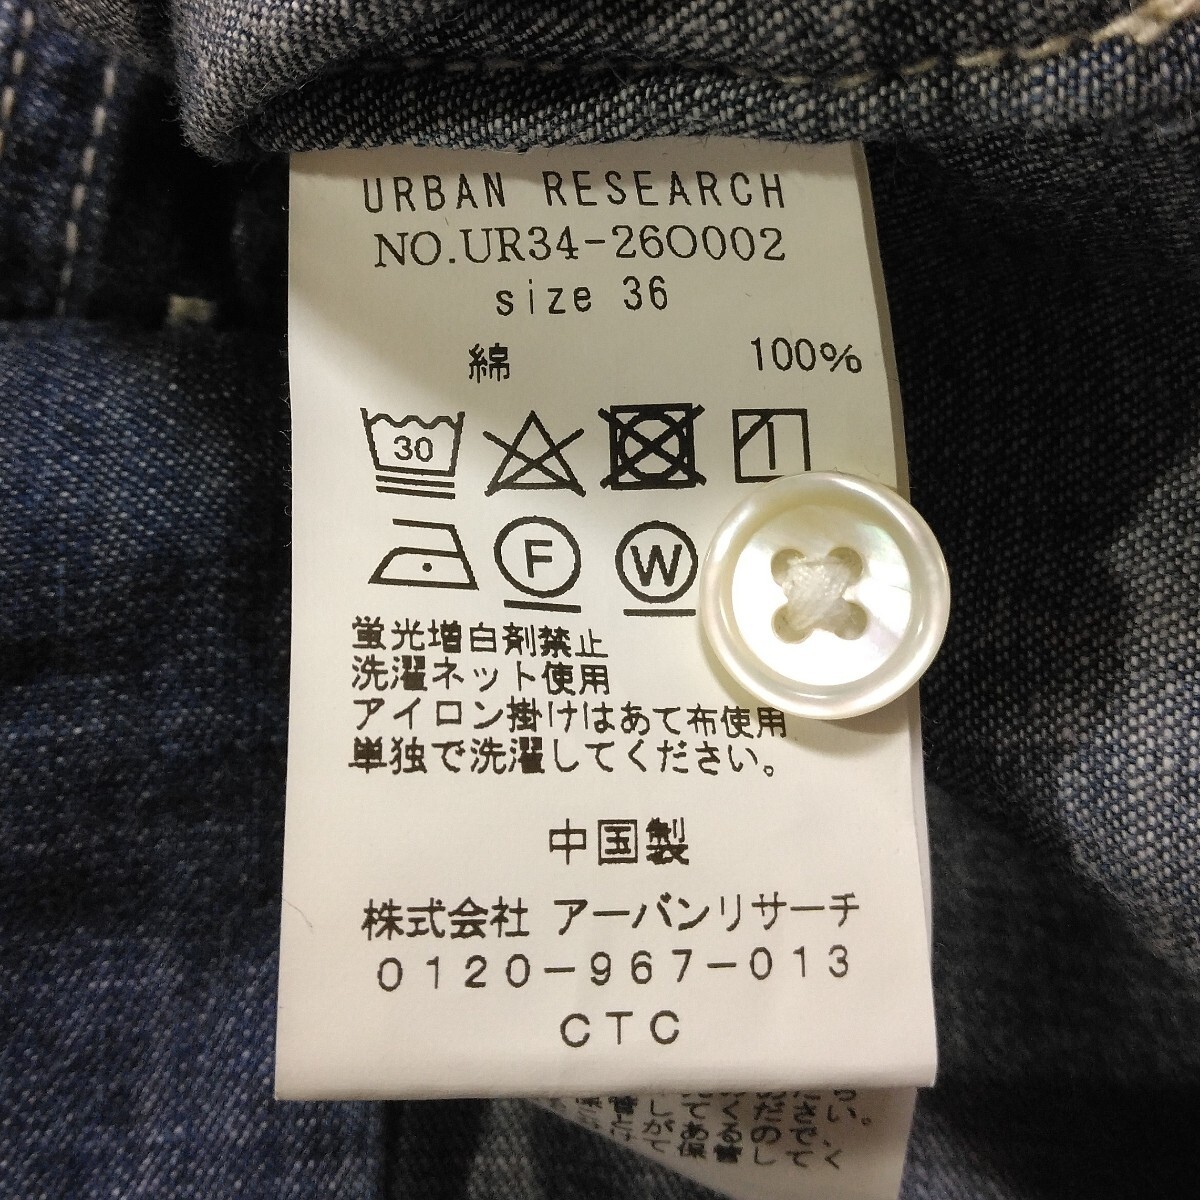 URBAN RESEARCH
NO.UR34-26O002
size 36
綿 100%
30
F W
蛍光増白剤禁止
洗濯ネット使用
アイロン掛けはあて布使用
単独で洗濯してください。
中国製
株式会社 アーバンリサーチ
0120-967-013
CTC